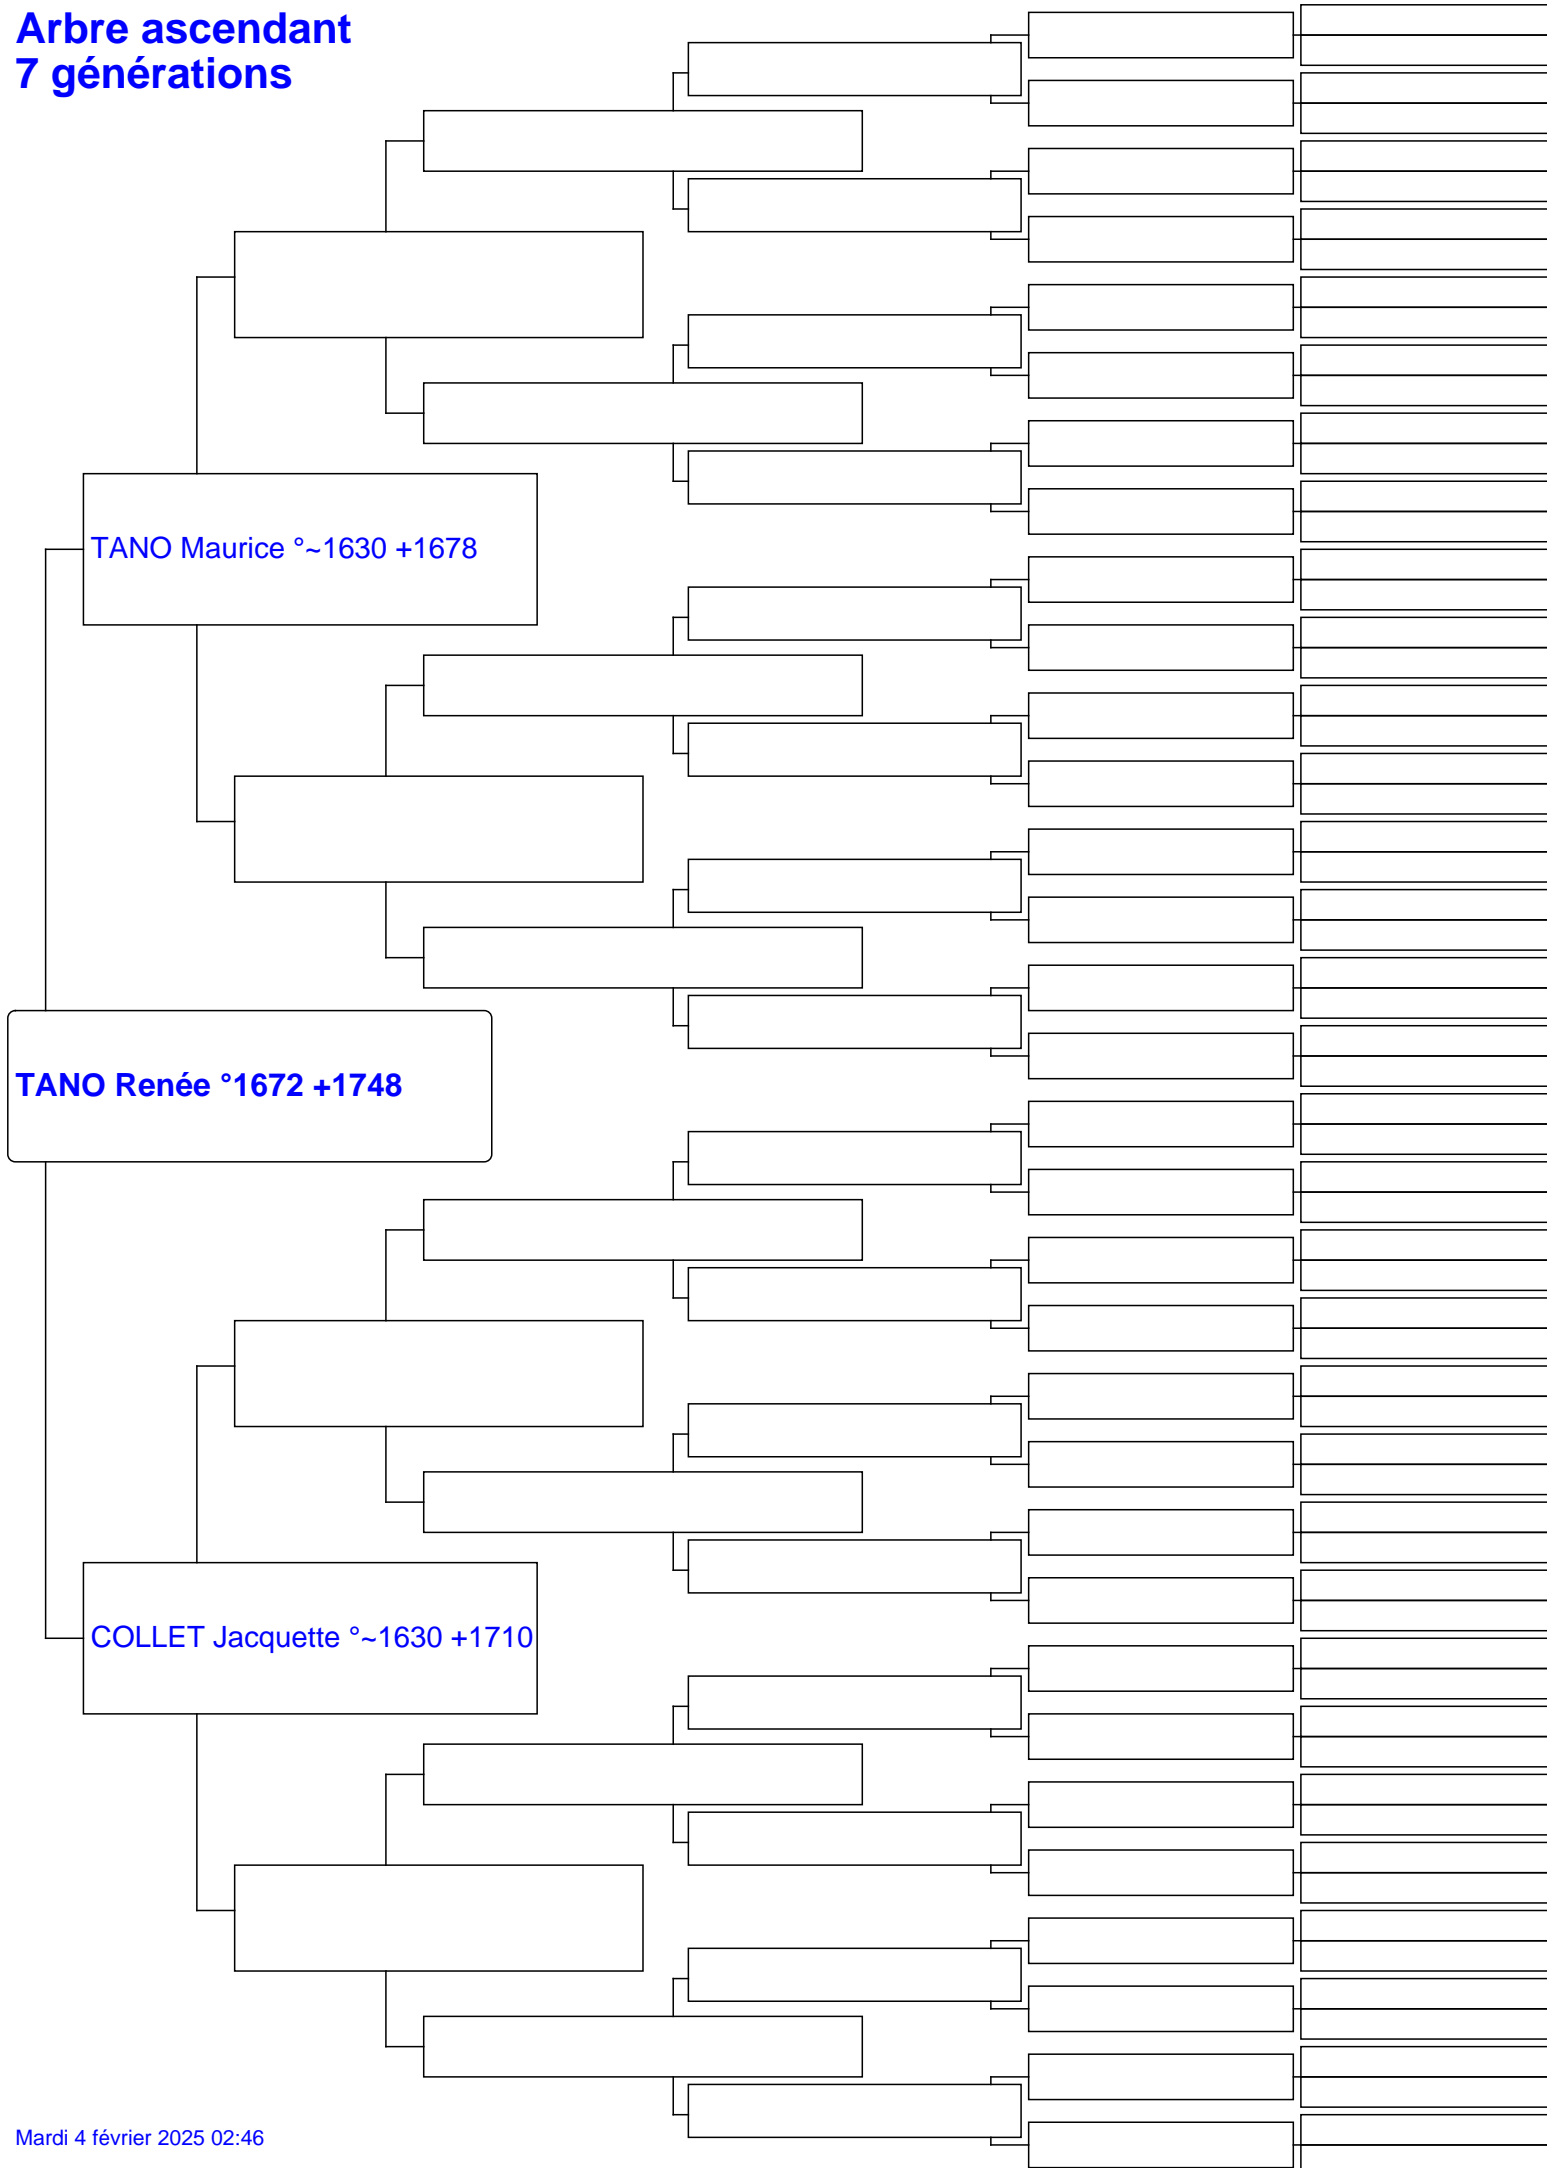 Arbre ascendant
7 générations
TANO Maurice °~1630 +1678
TANO Renée °1672 +1748
COLLET Jacquette °~1630 +1710
Mardi 4 février 2025 02:46